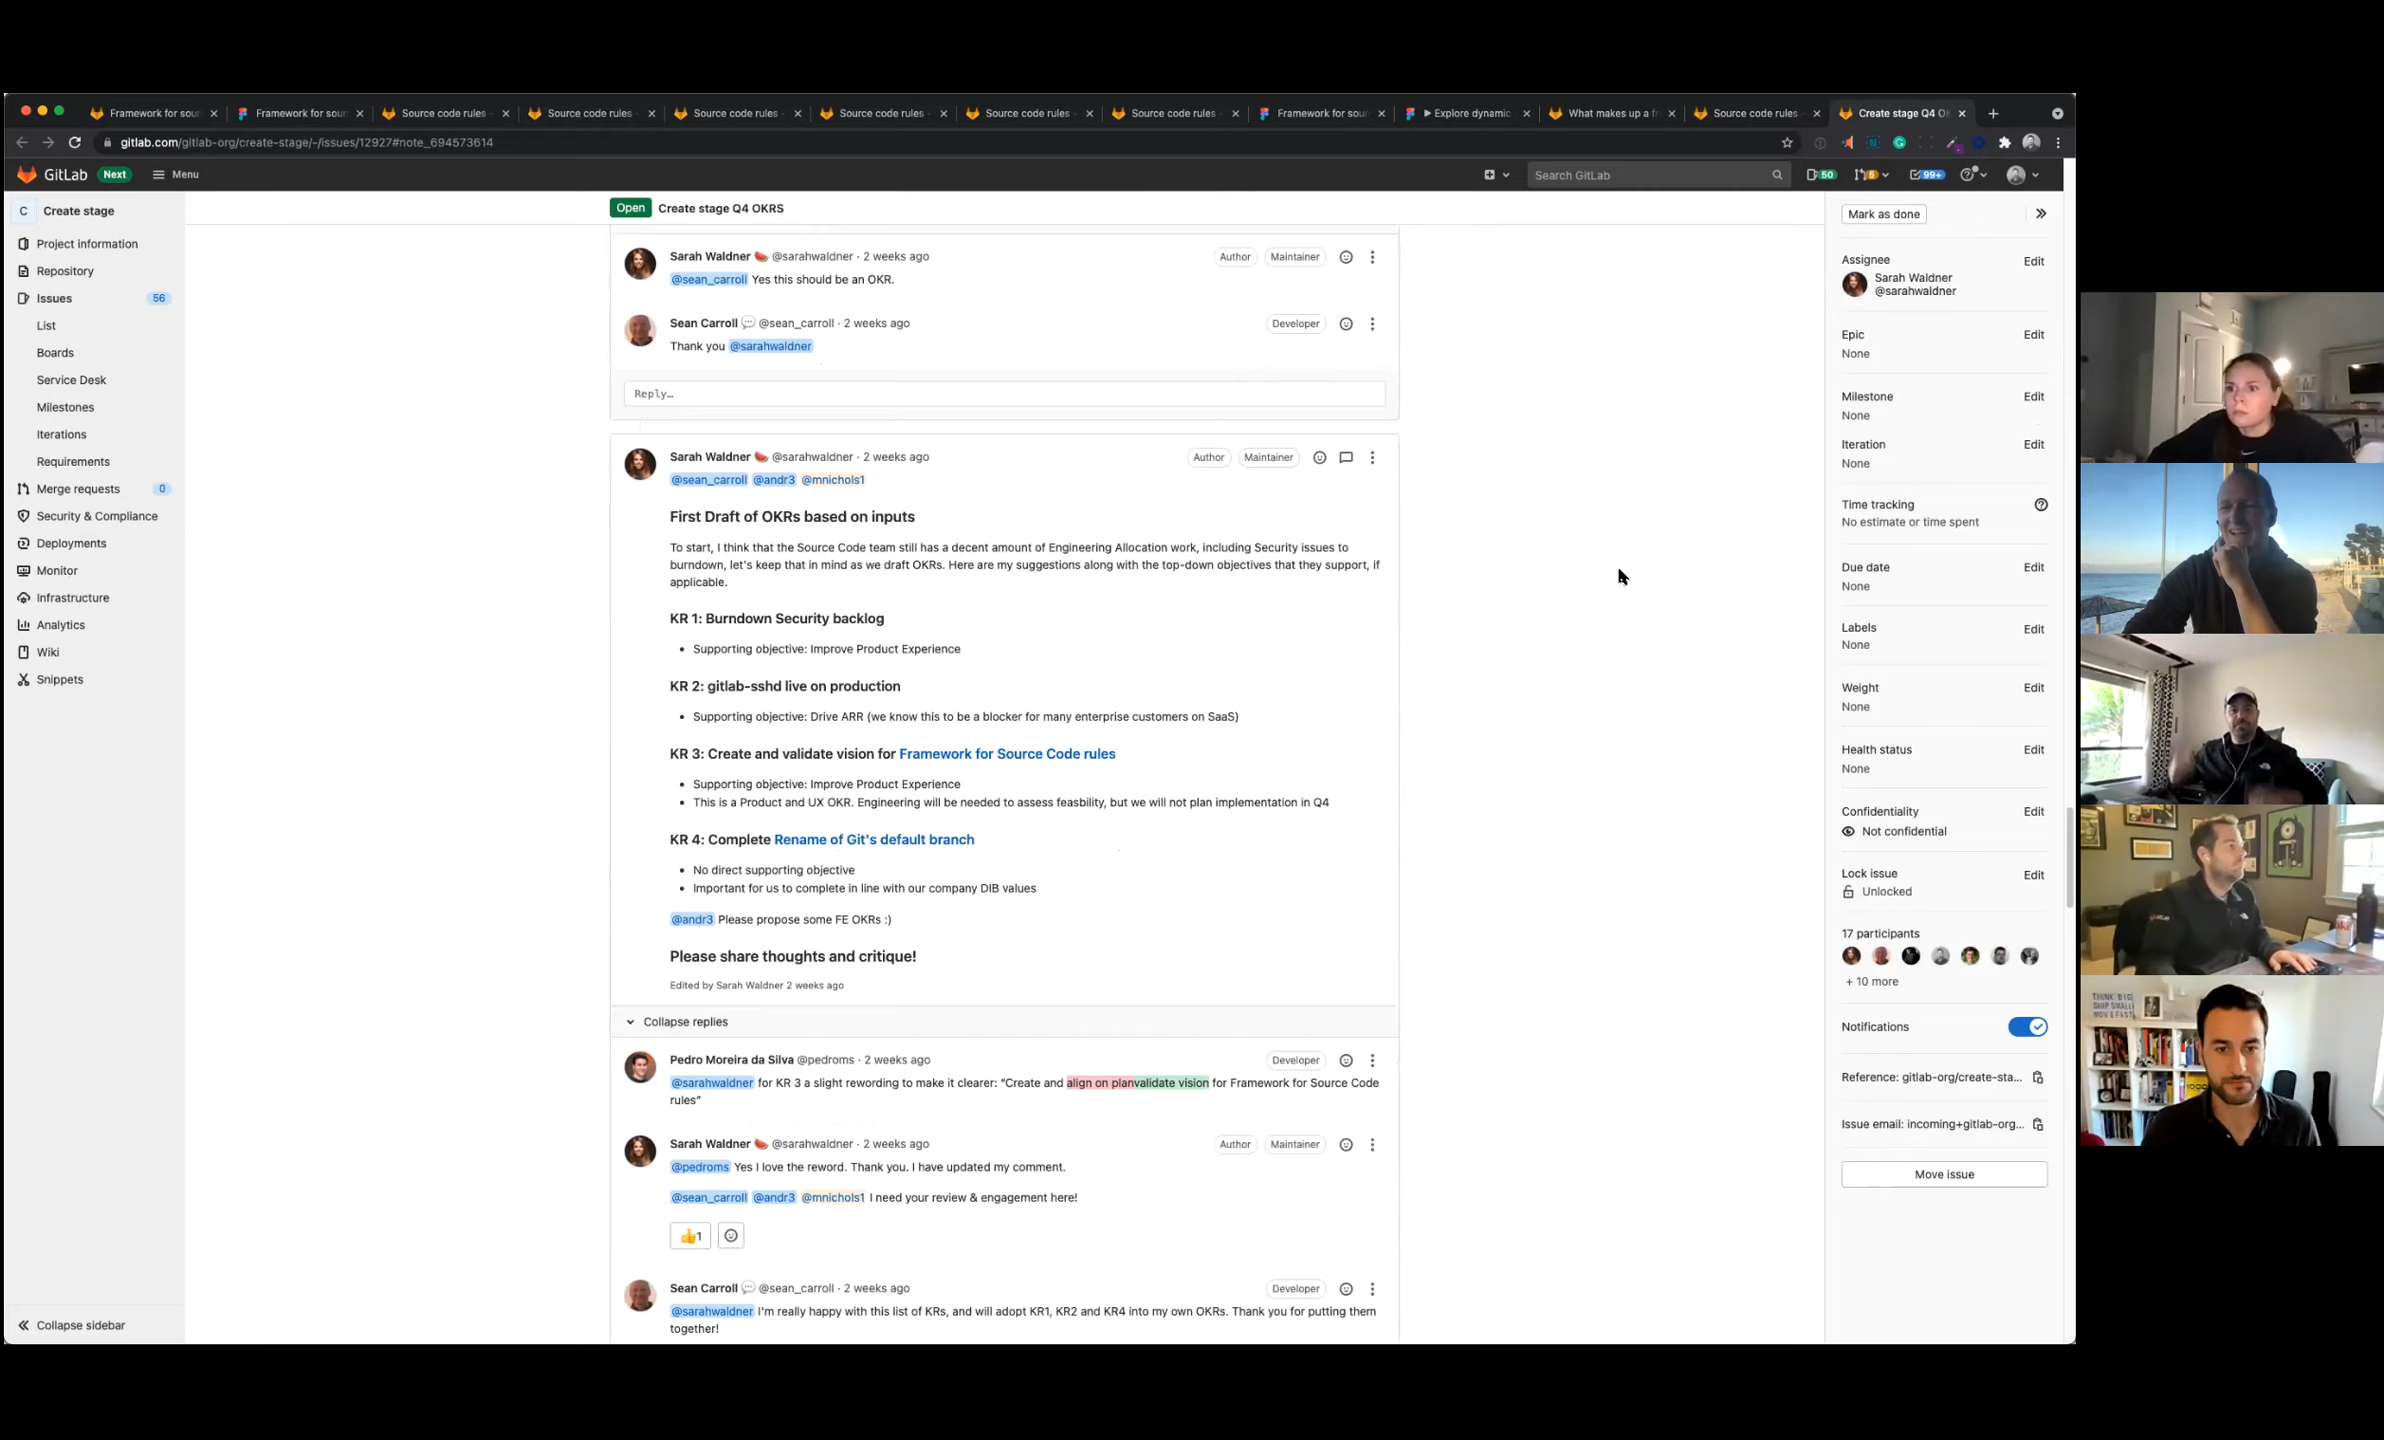 Framework for sour
Framework for sour
Source code rules
Source code rules
Source code rules
Source code rules
Source code rules
Source code rules
Framework for sour
Explore dynamic
What makes up a fr
Source code rules
Create stage Q4 OK
gitlab.com/gitlab-org/create-stage/-/issues/12927#note_694573614
GitLab Next Menu
Search GitLab
50 5 99+
C Create stage
Project information
Repository
Issues 56
List
Boards
Service Desk
Milestones
Iterations
Requirements
Merge requests 0
Security & Compliance
Deployments
Monitor
Infrastructure
Analytics
Wiki
Snippets
Collapse sidebar
Open Create stage Q4 OKRS
Sarah Waldner 🍉 @sarahwaldner · 2 weeks ago Author Maintainer
@sean_carroll Yes this should be an OKR.
Sean Carroll 💬 @sean_carroll · 2 weeks ago Developer
Thank you @sarahwaldner
Reply…
Sarah Waldner 🍉 @sarahwaldner · 2 weeks ago Author Maintainer
@sean_carroll @andr3 @mnichols1
First Draft of OKRs based on inputs
To start, I think that the Source Code team still has a decent amount of Engineering Allocation work, including Security issues to
burndown, let's keep that in mind as we draft OKRs. Here are my suggestions along with the top-down objectives that they support, if
applicable.
KR 1: Burndown Security backlog
• Supporting objective: Improve Product Experience
KR 2: gitlab-sshd live on production
• Supporting objective: Drive ARR (we know this to be a blocker for many enterprise customers on SaaS)
KR 3: Create and validate vision for Framework for Source Code rules
• Supporting objective: Improve Product Experience
• This is a Product and UX OKR. Engineering will be needed to assess feasbility, but we will not plan implementation in Q4
KR 4: Complete Rename of Git's default branch
• No direct supporting objective
• Important for us to complete in line with our company DIB values
@andr3 Please propose some FE OKRs :)
Please share thoughts and critique!
Edited by Sarah Waldner 2 weeks ago
Collapse replies
Pedro Moreira da Silva @pedroms · 2 weeks ago Developer
@sarahwaldner for KR 3 a slight rewording to make it clearer: “Create and align on planvalidate vision for Framework for Source Code
rules”
Sarah Waldner 🍉 @sarahwaldner · 2 weeks ago Author Maintainer
@pedroms Yes I love the reword. Thank you. I have updated my comment.
@sean_carroll @andr3 @mnichols1 I need your review & engagement here!
👍 1
Sean Carroll 💬 @sean_carroll · 2 weeks ago Developer
@sarahwaldner I'm really happy with this list of KRs, and will adopt KR1, KR2 and KR4 into my own OKRs. Thank you for putting them
together!
Mark as done
Assignee Edit
Sarah Waldner
@sarahwaldner
Epic Edit
None
Milestone Edit
None
Iteration Edit
None
Time tracking
No estimate or time spent
Due date Edit
None
Labels Edit
None
Weight Edit
None
Health status Edit
None
Confidentiality Edit
Not confidential
Lock issue Edit
Unlocked
17 participants
+ 10 more
Notifications
Reference: gitlab-org/create-sta...
Issue email: incoming+gitlab-org...
Move issue
THINK BIG
SHIP SMALL
MOVE FAST